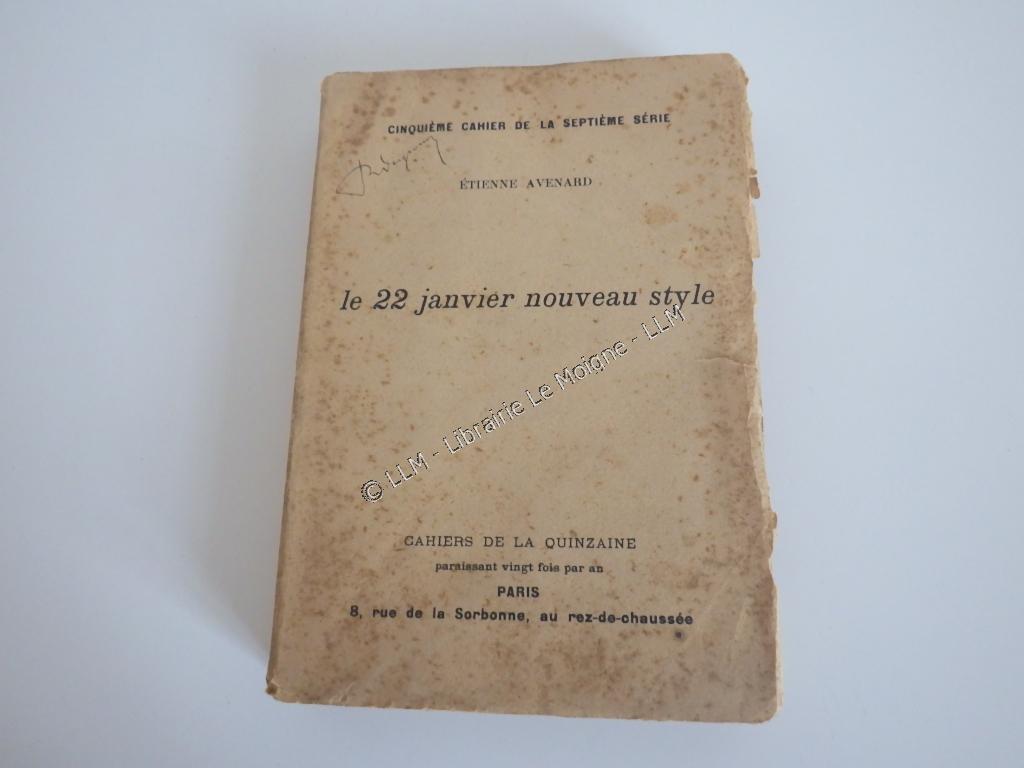 CINQUIÈME CAHIER DE LA SEPTIÈME SÉRIE
ÉTIENNE AVENARD
le 22 janvier nouveau style
© LLM - Librairie Le Moigne - LLM
CAHIERS DE LA QUINZAINE
paraissant vingt fois par an
PARIS
8, rue de la Sorbonne, au rez-de-chaussée